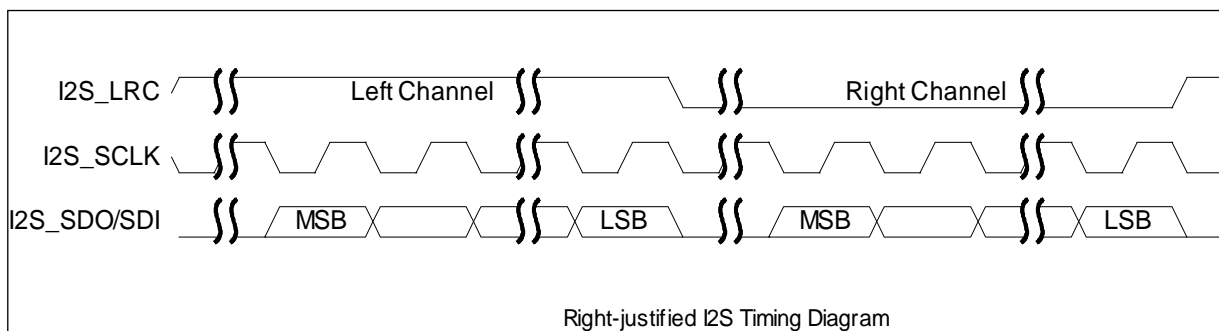 I2S_LRC Left Channel Right Channel
I2S_SCLK
I2S_SDO/SDI MSB LSB MSB LSB
Right-justified I2S Timing Diagram